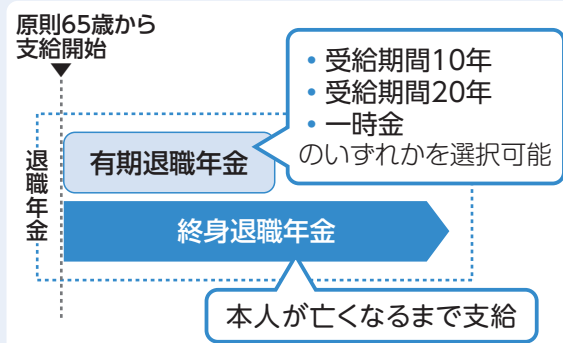 原則65歳から
支給開始
・受給期間10年
・受給期間20年
・一時金
のいずれかを選択可能
退職年金
有期退職年金
終身退職年金
本人が亡くなるまで支給